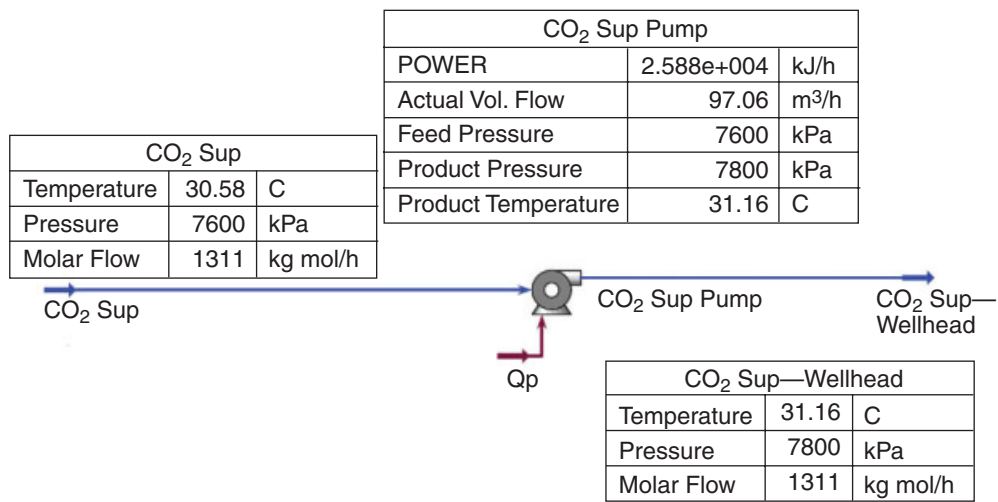 CO₂ Sup Pump
POWER 2.588e+004 kJ/h
Actual Vol. Flow 97.06 m³/h
Feed Pressure 7600 kPa
Product Pressure 7800 kPa
Product Temperature 31.16 C
CO₂ Sup
Temperature 30.58 C
Pressure 7600 kPa
Molar Flow 1311 kg mol/h
CO₂ Sup
CO₂ Sup Pump
CO₂ Sup—
Wellhead
Qp
CO₂ Sup—Wellhead
Temperature 31.16 C
Pressure 7800 kPa
Molar Flow 1311 kg mol/h